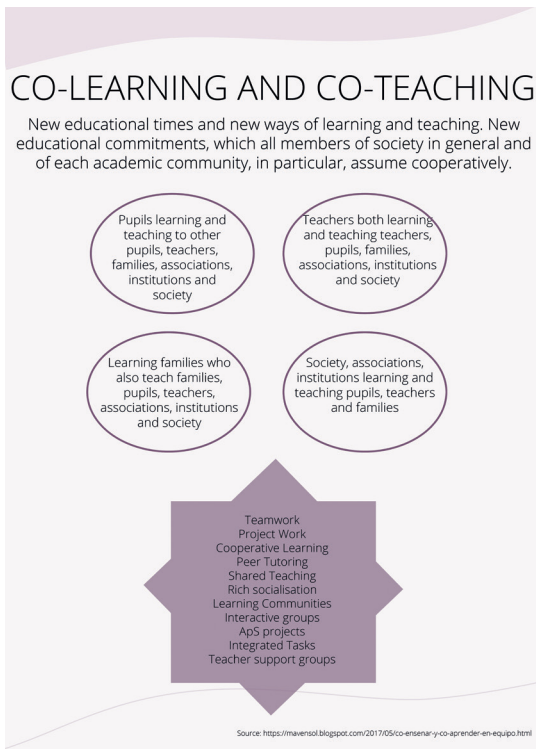 CO-LEARNING AND CO-TEACHING
New educational times and new ways of learning and teaching. New
educational commitments, which all members of society in general and
of each academic community, in particular, assume cooperatively.
Pupils learning and
teaching to other
pupils, teachers,
families, associations,
institutions and
society
Teachers both learning
and teaching teachers,
pupils, families,
associations, institutions
and society
Learning families who
also teach families,
pupils, teachers,
associations, institutions
and society
Society, associations,
institutions learning and
teaching pupils, teachers
and families
Teamwork
Project Work
Cooperative Learning
Peer Tutoring
Shared Teaching
Rich socialisation
Learning Communities
Interactive groups
ApS projects
Integrated Tasks
Teacher support groups
Source: https://mavensol.blogspot.com/2017/05/co-ensenar-y-co-aprender-en-equipo.html